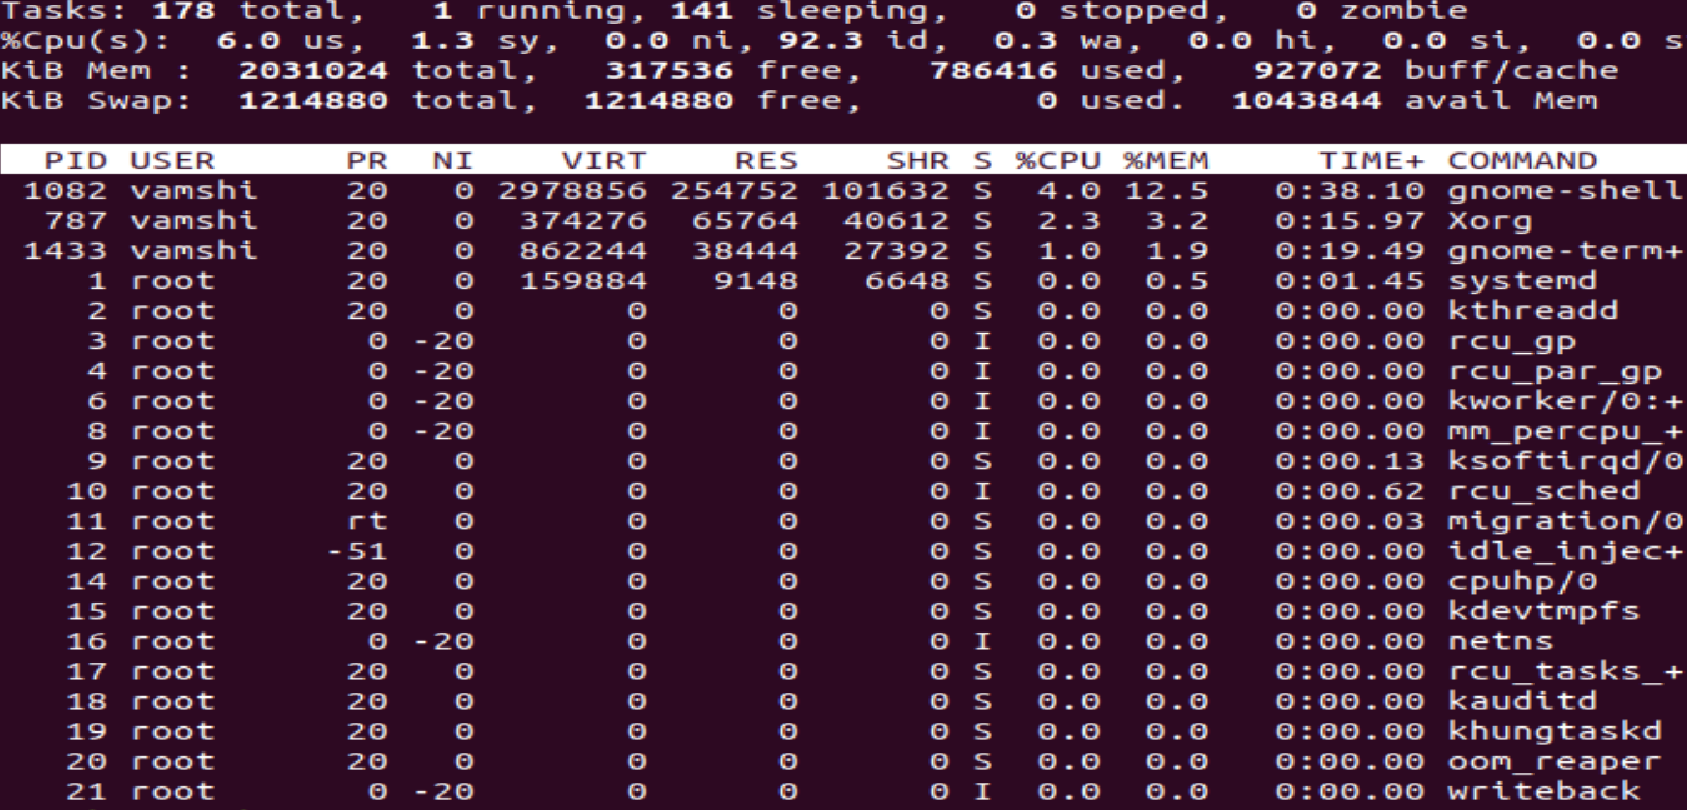 Tasks: 178 total,   1 running, 141 sleeping,   0 stopped,   0 zombie
%Cpu(s):  6.0 us,  1.3 sy,  0.0 ni, 92.3 id,  0.3 wa,  0.0 hi,  0.0 si,  0.0 s
KiB Mem :  2031024 total,   317536 free,   786416 used,   927072 buff/cache
KiB Swap:  1214880 total,  1214880 free,        0 used.  1043844 avail Mem
PID USER PR NI VIRT RES SHR S %CPU %MEM TIME+ COMMAND
1082 vamshi 20 0 2978856 254752 101632 S 4.0 12.5 0:38.10 gnome-shell
787 vamshi 20 0 374276 65764 40612 S 2.3 3.2 0:15.97 Xorg
1433 vamshi 20 0 862244 38444 27392 S 1.0 1.9 0:19.49 gnome-term+
1 root 20 0 159884 9148 6648 S 0.0 0.5 0:01.45 systemd
2 root 20 0 0 0 0 S 0.0 0.0 0:00.00 kthreadd
3 root 0 -20 0 0 0 I 0.0 0.0 0:00.00 rcu_gp
4 root 0 -20 0 0 0 I 0.0 0.0 0:00.00 rcu_par_gp
6 root 0 -20 0 0 0 I 0.0 0.0 0:00.00 kworker/0:+
8 root 0 -20 0 0 0 I 0.0 0.0 0:00.00 mm_percpu_+
9 root 20 0 0 0 0 S 0.0 0.0 0:00.13 ksoftirqd/0
10 root 20 0 0 0 0 I 0.0 0.0 0:00.62 rcu_sched
11 root rt 0 0 0 0 S 0.0 0.0 0:00.03 migration/0
12 root -51 0 0 0 0 S 0.0 0.0 0:00.00 idle_injec+
14 root 20 0 0 0 0 S 0.0 0.0 0:00.00 cpuhp/0
15 root 20 0 0 0 0 S 0.0 0.0 0:00.00 kdevtmpfs
16 root 0 -20 0 0 0 I 0.0 0.0 0:00.00 netns
17 root 20 0 0 0 0 S 0.0 0.0 0:00.00 rcu_tasks_+
18 root 20 0 0 0 0 S 0.0 0.0 0:00.00 kauditd
19 root 20 0 0 0 0 S 0.0 0.0 0:00.00 khungtaskd
20 root 20 0 0 0 0 S 0.0 0.0 0:00.00 oom_reaper
21 root 0 -20 0 0 0 I 0.0 0.0 0:00.00 writeback